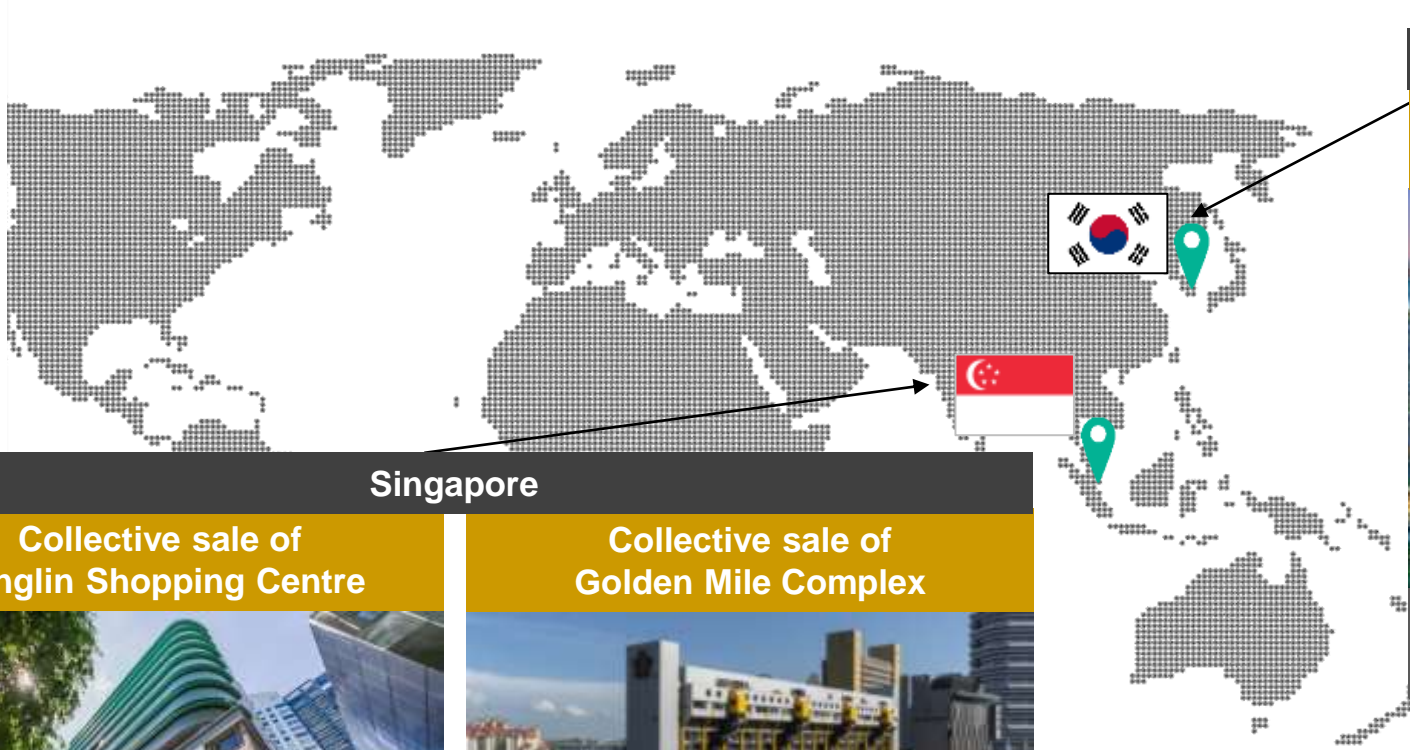 Singapore
Collective sale of
nglin Shopping Centre
Collective sale of
Golden Mile Complex